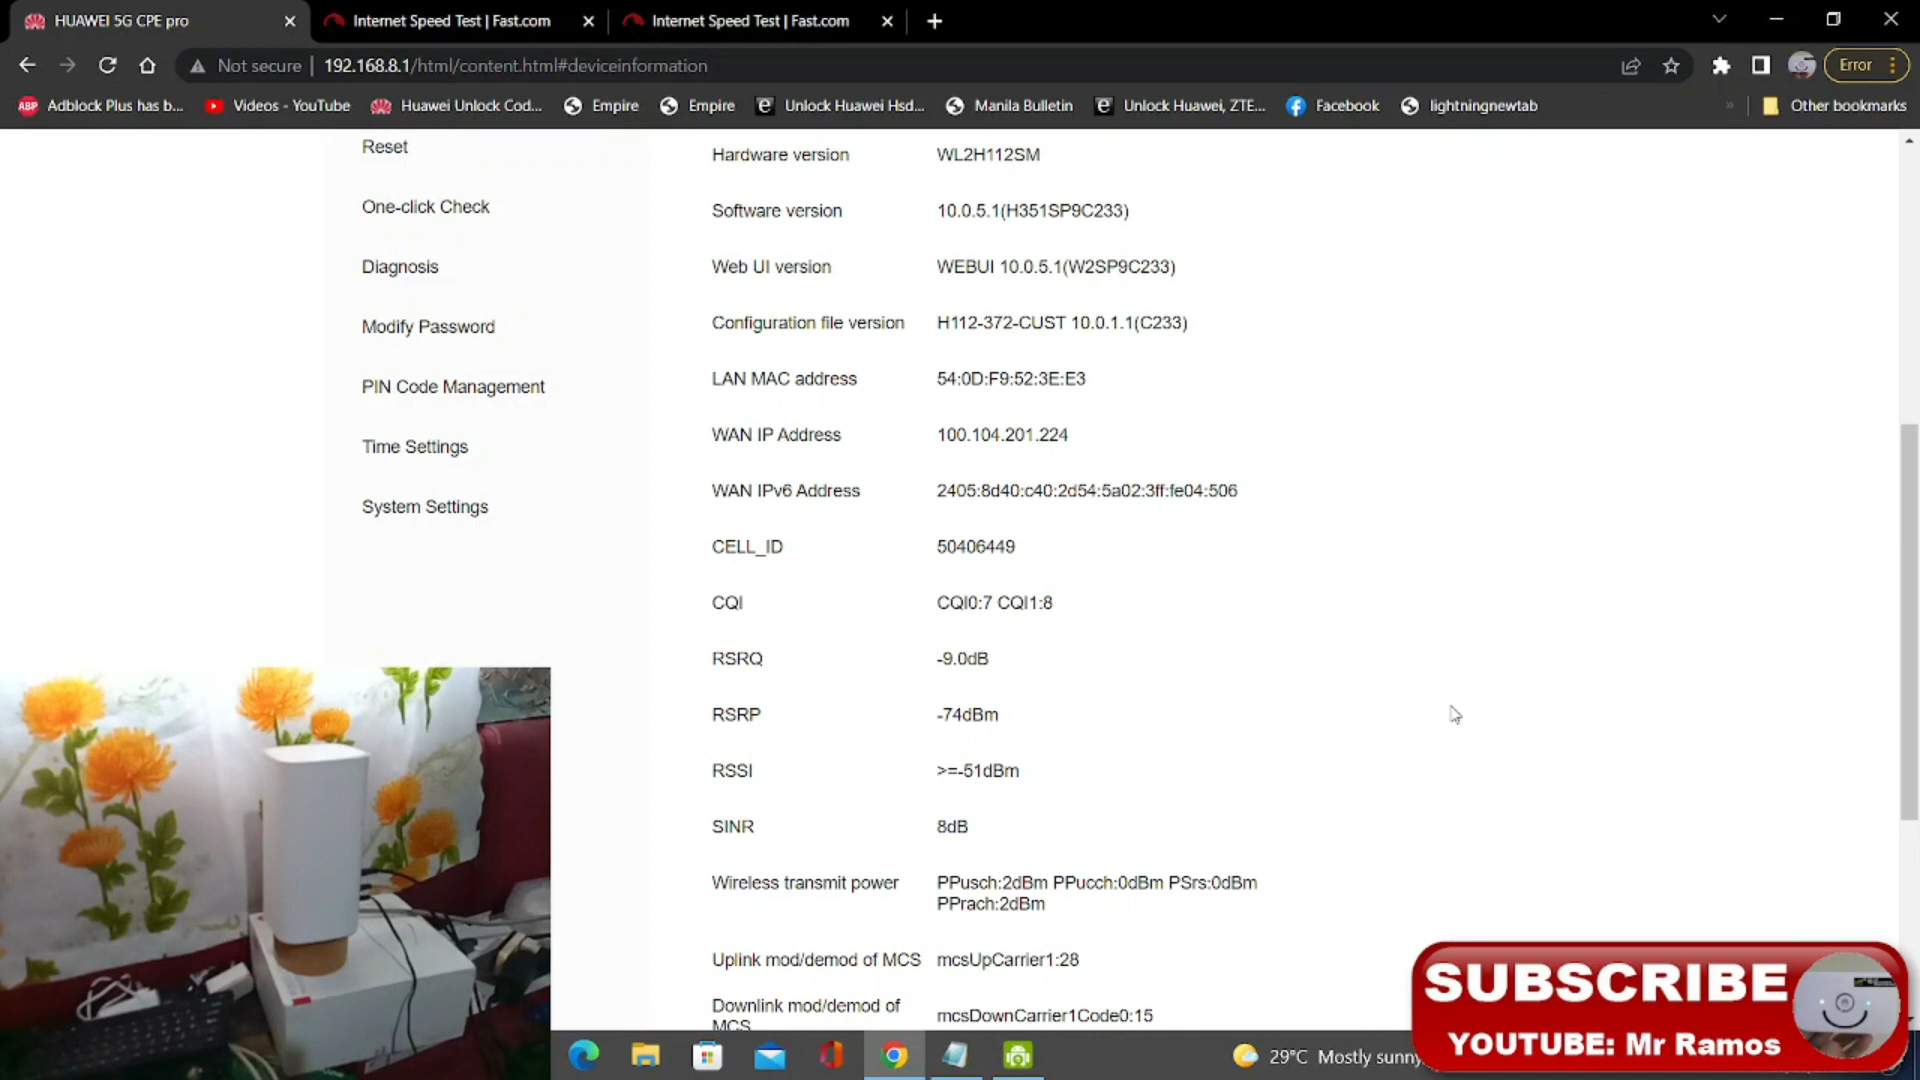 HUAWEI 5G CPE pro
Internet Speed Test | Fast.com
Internet Speed Test | Fast.com
Not secure
192.168.8.1/html/content.html#deviceinformation
Error
ABP
Adblock Plus has b...
Videos - YouTube
Huawei Unlock Cod...
Empire
Empire
Unlock Huawei Hsd...
Manila Bulletin
Unlock Huawei, ZTE...
Facebook
lightningnewtab
»
Other bookmarks
Reset
One-click Check
Diagnosis
Modify Password
PIN Code Management
Time Settings
System Settings
Hardware version WL2H112SM
Software version 10.0.5.1(H351SP9C233)
Web UI version WEBUI 10.0.5.1(W2SP9C233)
Configuration file version H112-372-CUST 10.0.1.1(C233)
LAN MAC address 54:0D:F9:52:3E:E3
WAN IP Address 100.104.201.224
WAN IPv6 Address 2405:8d40:c40:2d54:5a02:3ff:fe04:506
CELL_ID 50406449
CQI CQI0:7 CQI1:8
RSRQ -9.0dB
RSRP -74dBm
RSSI >=-51dBm
SINR 8dB
Wireless transmit power PPusch:2dBm PPucch:0dBm PSrs:0dBm
PPrach:2dBm
Uplink mod/demod of MCS mcsUpCarrier1:28
Downlink mod/demod of
MCS
mcsDownCarrier1Code0:15
29°C Mostly sunny
SUBSCRIBE
YOUTUBE: Mr Ramos